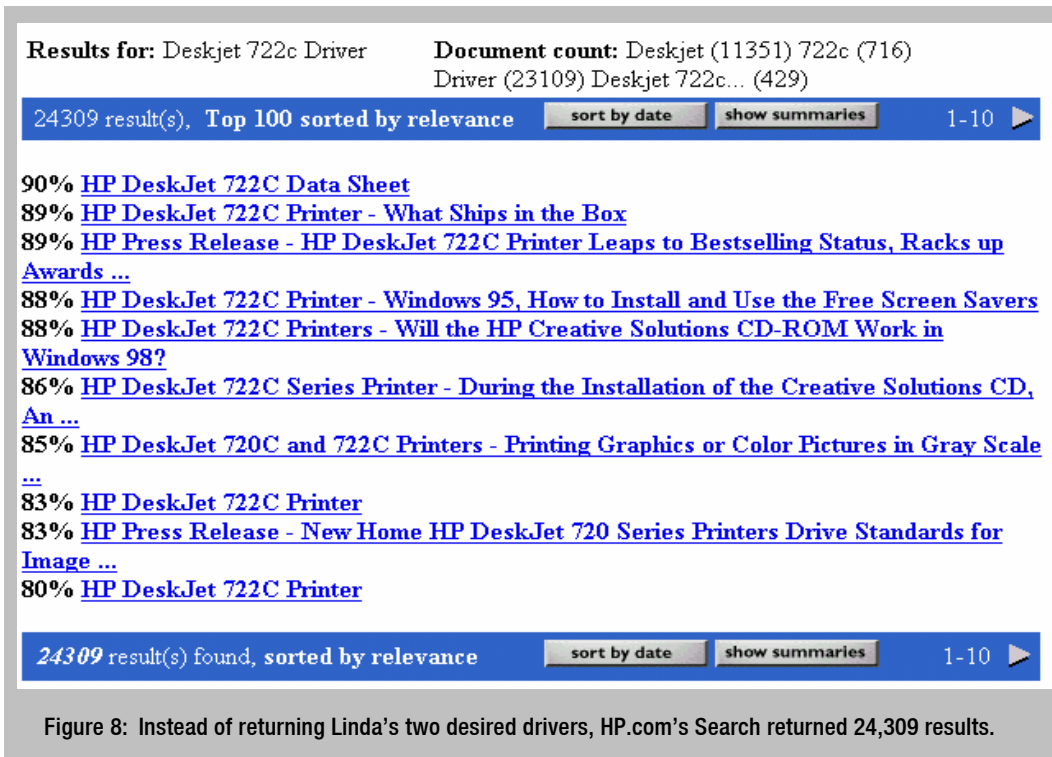 Results for: Deskjet 722c Driver
Document count: Deskjet (11351) 722c (716)
Driver (23109) Deskjet 722c... (429)
24309 result(s), Top 100 sorted by relevance sort by date show summaries 1-10
90% HP DeskJet 722C Data Sheet
89% HP DeskJet 722C Printer - What Ships in the Box
89% HP Press Release - HP DeskJet 722C Printer Leaps to Bestselling Status, Racks up
Awards ...
88% HP DeskJet 722C Printer - Windows 95, How to Install and Use the Free Screen Savers
88% HP DeskJet 722C Printers - Will the HP Creative Solutions CD-ROM Work in
Windows 98?
86% HP DeskJet 722C Series Printer - During the Installation of the Creative Solutions CD,
An ...
85% HP DeskJet 720C and 722C Printers - Printing Graphics or Color Pictures in Gray Scale
...
83% HP DeskJet 722C Printer
83% HP Press Release - New Home HP DeskJet 720 Series Printers Drive Standards for
Image ...
80% HP DeskJet 722C Printer
24309 result(s) found, sorted by relevance sort by date show summaries 1-10
Figure 8: Instead of returning Linda's two desired drivers, HP.com's Search returned 24,309 results.